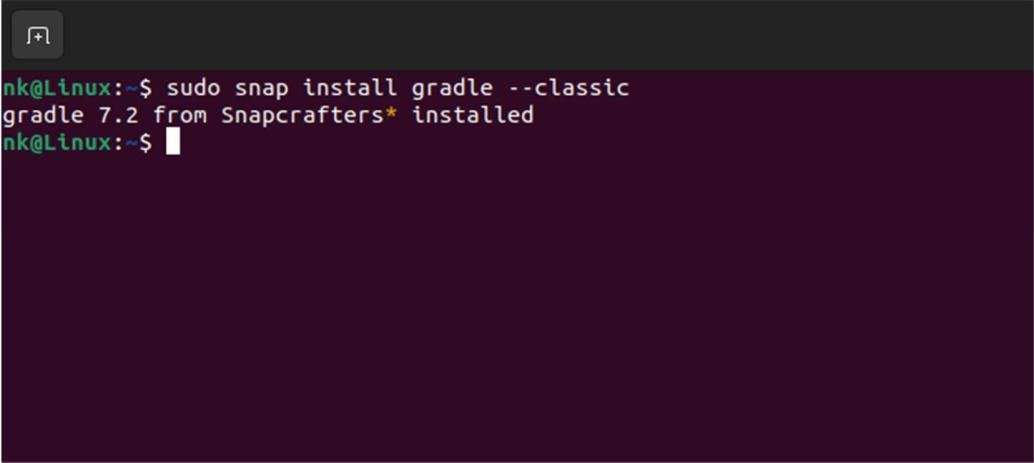 nk@Linux:~$ sudo snap install gradle --classic
gradle 7.2 from Snapcrafters* installed
nk@Linux:~$